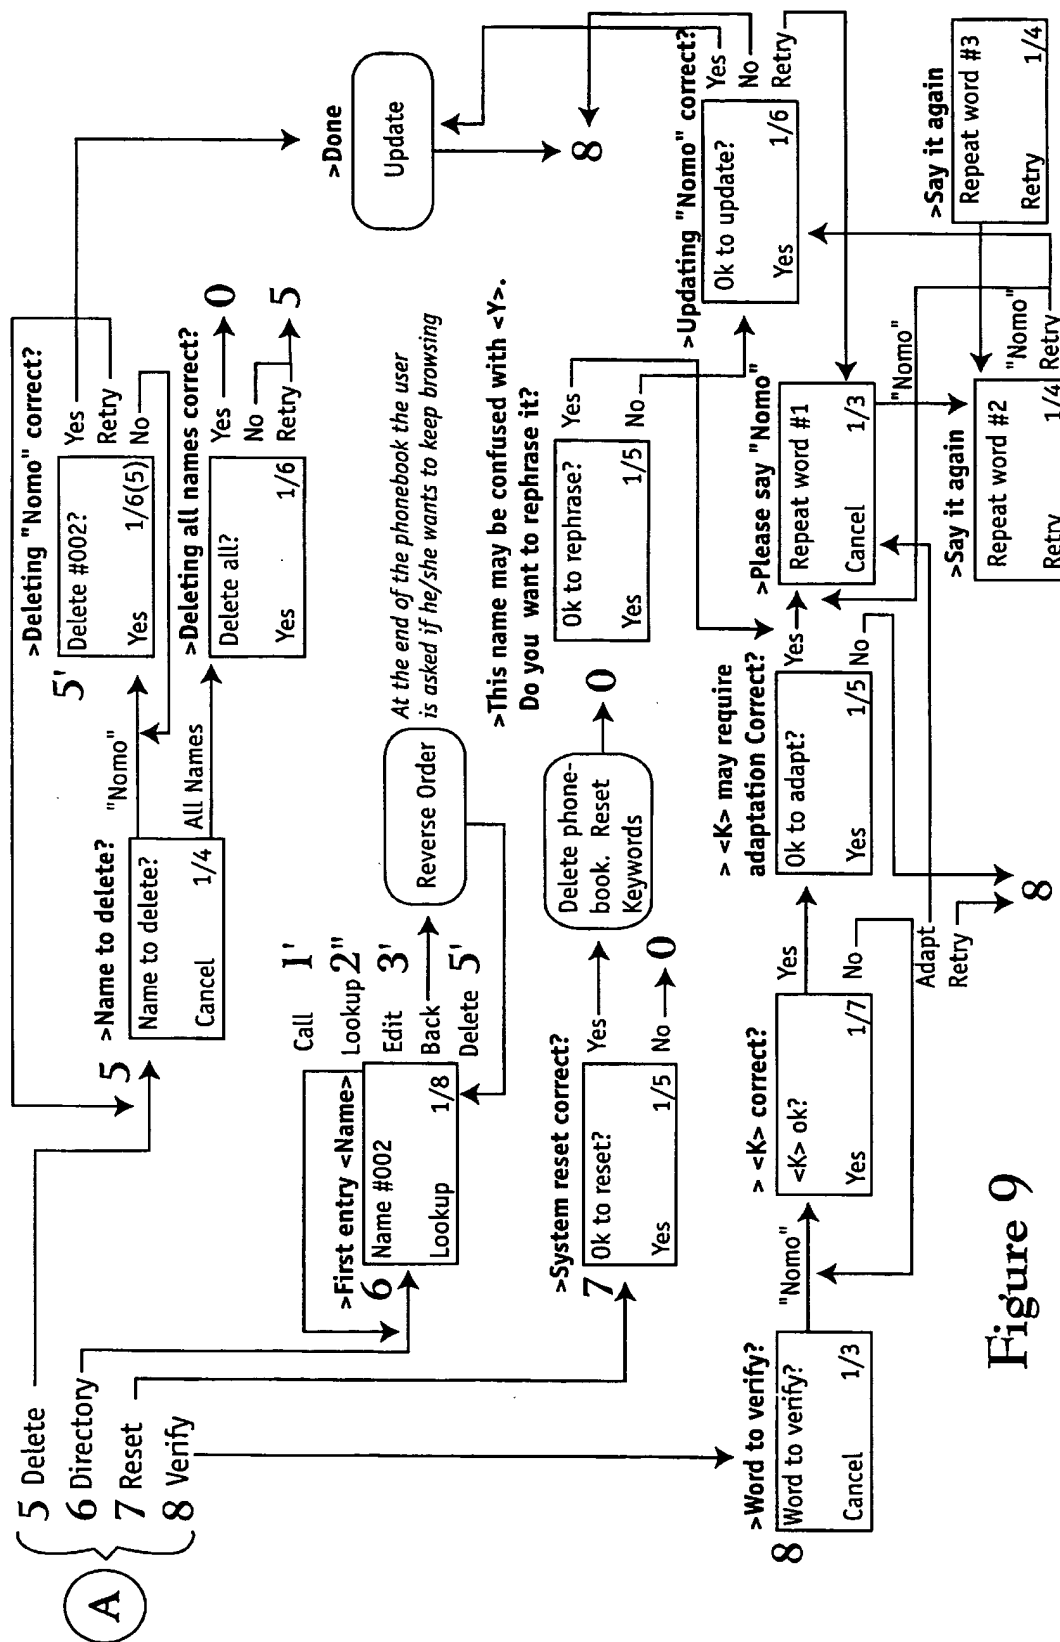 A
5 Delete
6 Directory
7 Reset
8 Verify
5
>Name to delete?
Name to delete?
Cancel 1/4
"Nomo"
All Names
5'
>Deleting "Nomo" correct?
Delete #002?
Yes 1/6(5)
Yes
Retry
No
>Deleting all names correct?
Delete all?
Yes 1/6
Yes
No
Retry
0
5
>Done
Update
8
6
>First entry <Name>
Name #002
Lookup 1/8
Call 1'
Lookup 2"
Edit 3'
Back
Delete 5'
Reverse Order
At the end of the phonebook the user
is asked if he/she wants to keep browsing
7
>System reset correct?
Ok to reset?
Yes 1/5
Yes
No
0
Delete phone-
book. Reset
Keywords
0
>This name may be confused with <Y>.
Do you want to rephrase it?
Ok to rephrase?
Yes 1/5
Yes
No
>Updating "Nomo" correct?
Ok to update?
Yes 1/6
Yes
No
Retry
8
>Word to verify?
Word to verify?
Cancel 1/3
"Nomo"
> <K> correct?
<K> ok?
Yes 1/7
Yes
No
Adapt
Retry
8
> <K> may require
adaptation Correct?
Ok to adapt?
Yes 1/5
Yes
No
>Please say "Nomo"
Repeat word #1
Cancel 1/3
"Nomo"
>Say it again
Repeat word #2
Retry 1/4
"Nomo"
Retry
>Say it again
Repeat word #3
Retry 1/4
Figure 9